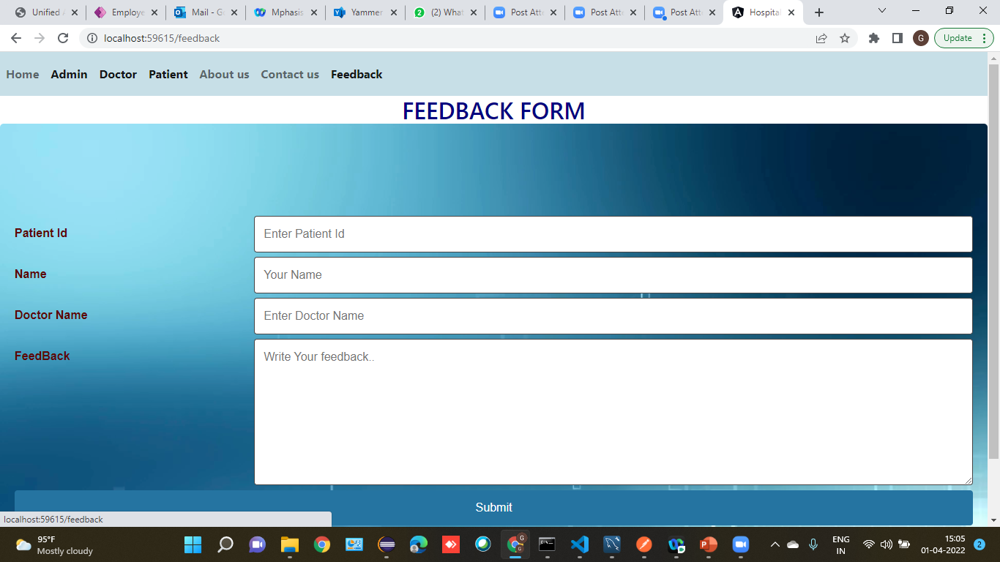 Unified
Employe
Mail - G
Mphasis
Yammer
(2) What
Post Atte
Post Atte
Post Atte
Hospital
localhost:59615/feedback
G
Update
Home Admin Doctor Patient About us Contact us Feedback
FEEDBACK FORM
Patient Id
Enter Patient Id
Name
Your Name
Doctor Name
Enter Doctor Name
FeedBack
Write Your feedback..
Submit
localhost:59615/feedback
95°F
Mostly cloudy
ENG
IN
15:05
01-04-2022
2